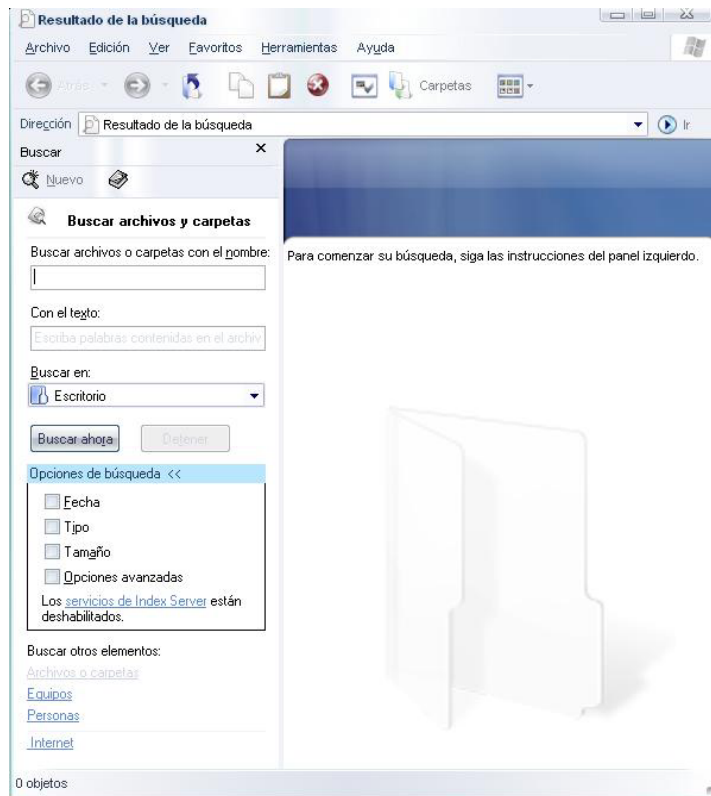 Resultado de la búsqueda
Archivo Edición Ver Favoritos Herramientas Ayuda
Atrás Carpetas
Dirección Resultado de la búsqueda Ir
Buscar
Nuevo
Buscar archivos y carpetas
Buscar archivos o carpetas con el nombre:
Para comenzar su búsqueda, siga las instrucciones del panel izquierdo.
Con el texto:
Escriba palabras contenidas en el archiv
Buscar en:
Escritorio
Buscar ahora Detener
Opciones de búsqueda <<
Fecha
Tipo
Tamaño
Opciones avanzadas
Los servicios de Index Server están
deshabilitados.
Buscar otros elementos:
Archivos o carpetas
Equipos
Personas
Internet
0 objetos